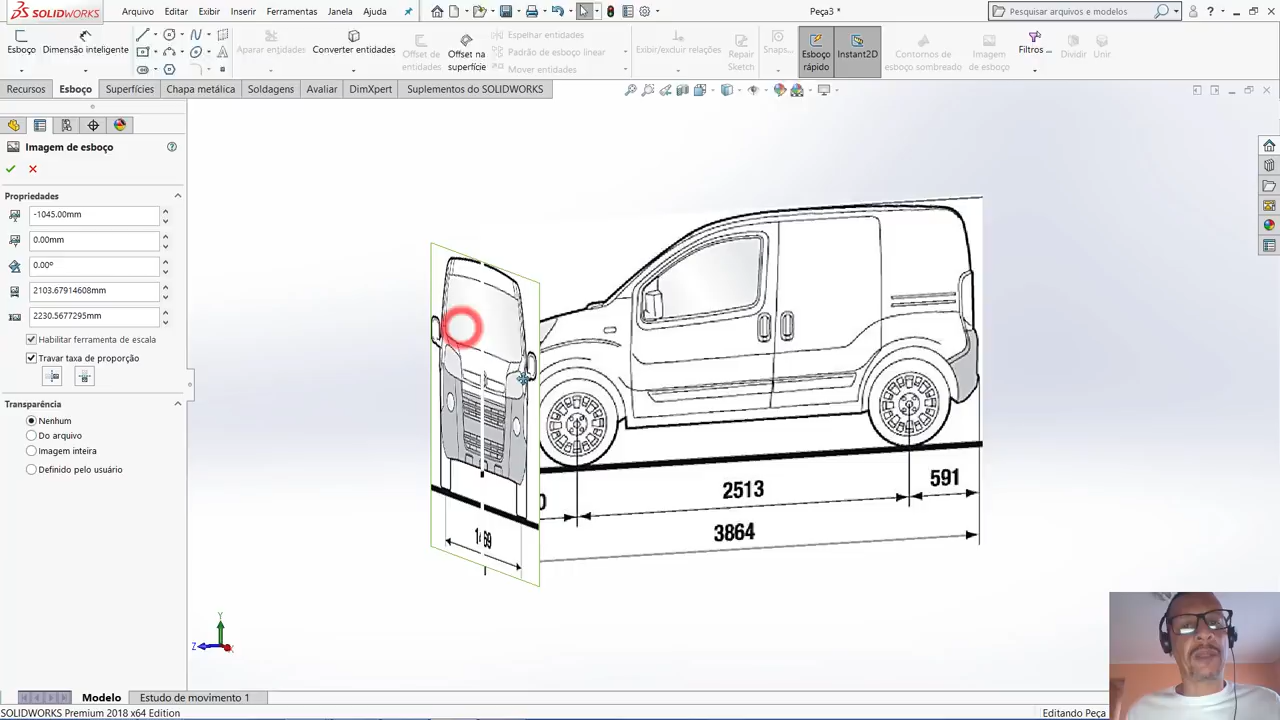 SOLIDWORKS
Arquivo Editar Exibir Inserir Ferramentas Janela Ajuda
Peça3 *
Pesquisar arquivos e modelos
Esboço
Dimensão inteligente
Aparar entidades
Converter entidades
Offset de entidades
Offset na superfície
Espelhar entidades
Padrão de esboço linear
Mover entidades
Exibir/excluir relações
Repair Sketch
Snaps...
Esboço rápido
Instant2D
Contornos de esboço sombreado
Imagem de esboço
Filtros ...
Dividir
Unir
Recursos Esboço Superfícies Chapa metálica Soldagens Avaliar DimXpert Suplementos do SOLIDWORKS
Imagem de esboço
Propriedades
-1045.00mm
0.00mm
0.00º
2103.67914608mm
2230.5677295mm
Habilitar ferramenta de escala
Travar taxa de proporção
Transparência
Nenhum
Do arquivo
Imagem inteira
Definido pelo usuário
2513
591
3864
Y
Z
Modelo Estudo de movimento 1
SOLIDWORKS Premium 2018 x64 Edition
Editando Peça